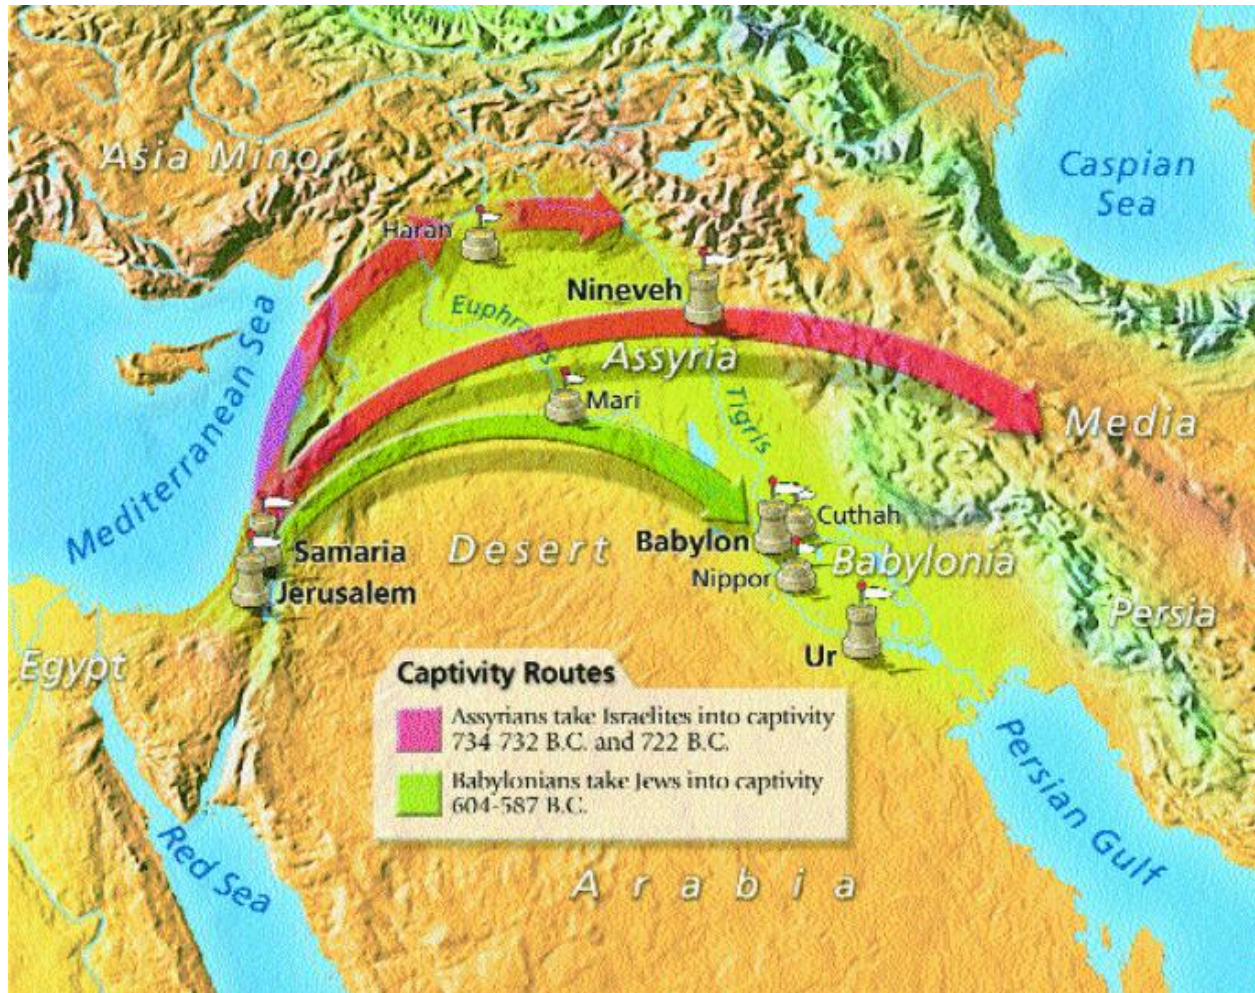 Asia Minor
Caspian
Sea
Haran
Nineveh
Euphrates
Assyria
Mari
Tigris
Media
Mediterranean Sea
Samaria
Jerusalem
Desert
Babylon
Cuthah
Babylonia
Nippor
Persia
Egypt
Ur
Captivity Routes
Assyrians take Israelites into captivity
734 732 B.C. and 722 B.C.
Babylonians take Jews into captivity
604-587 B.C.
Red Sea
Persian Gulf
Arabia